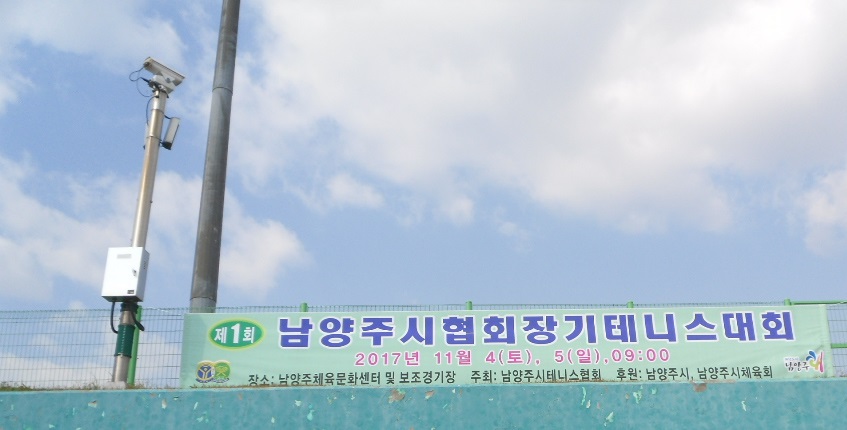 제1회 남양주시협회장기테니스대회
2017년 11월 4(토), 5(일),09:00
장소: 남양주체육문화센터 및 보조경기장 주최: 남양주시테니스협회 후원: 남양주시, 남양주시체육회
남양주